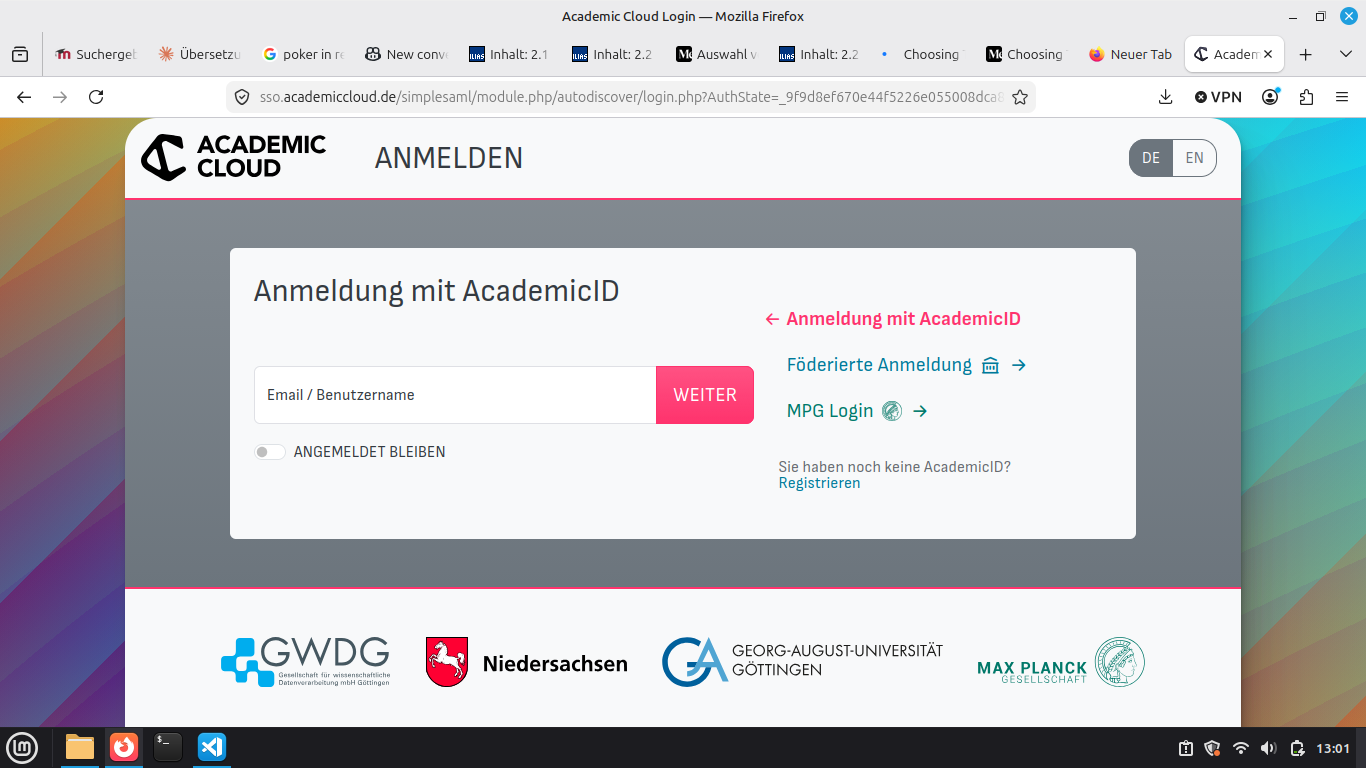 Academic Cloud Login — Mozilla Firefox
Sucherge
Übersetzu
poker in re
New conv
Inhalt: 2.1
Inhalt: 2.2
Auswahl v
Inhalt: 2.2
Choosing
Choosing
Neuer Tab
Academ
sso.academiccloud.de/simplesaml/module.php/autodiscover/login.php?AuthState=_9f9d8ef670e44f5226e055008dca8
VPN
ACADEMIC
CLOUD
ANMELDEN
DE
EN
Anmeldung mit AcademicID
Anmeldung mit AcademicID
Föderierte Anmeldung
Email / Benutzername
WEITER
MPG Login
ANGEMELDET BLEIBEN
Sie haben noch keine AcademicID?
Registrieren
GWDG
Gesellschaft für wissenschaftliche
Datenverarbeitung mbH Göttingen
Niedersachsen
GEORG-AUGUST-UNIVERSITÄT
GÖTTINGEN
MAX PLANCK
GESELLSCHAFT
13:01